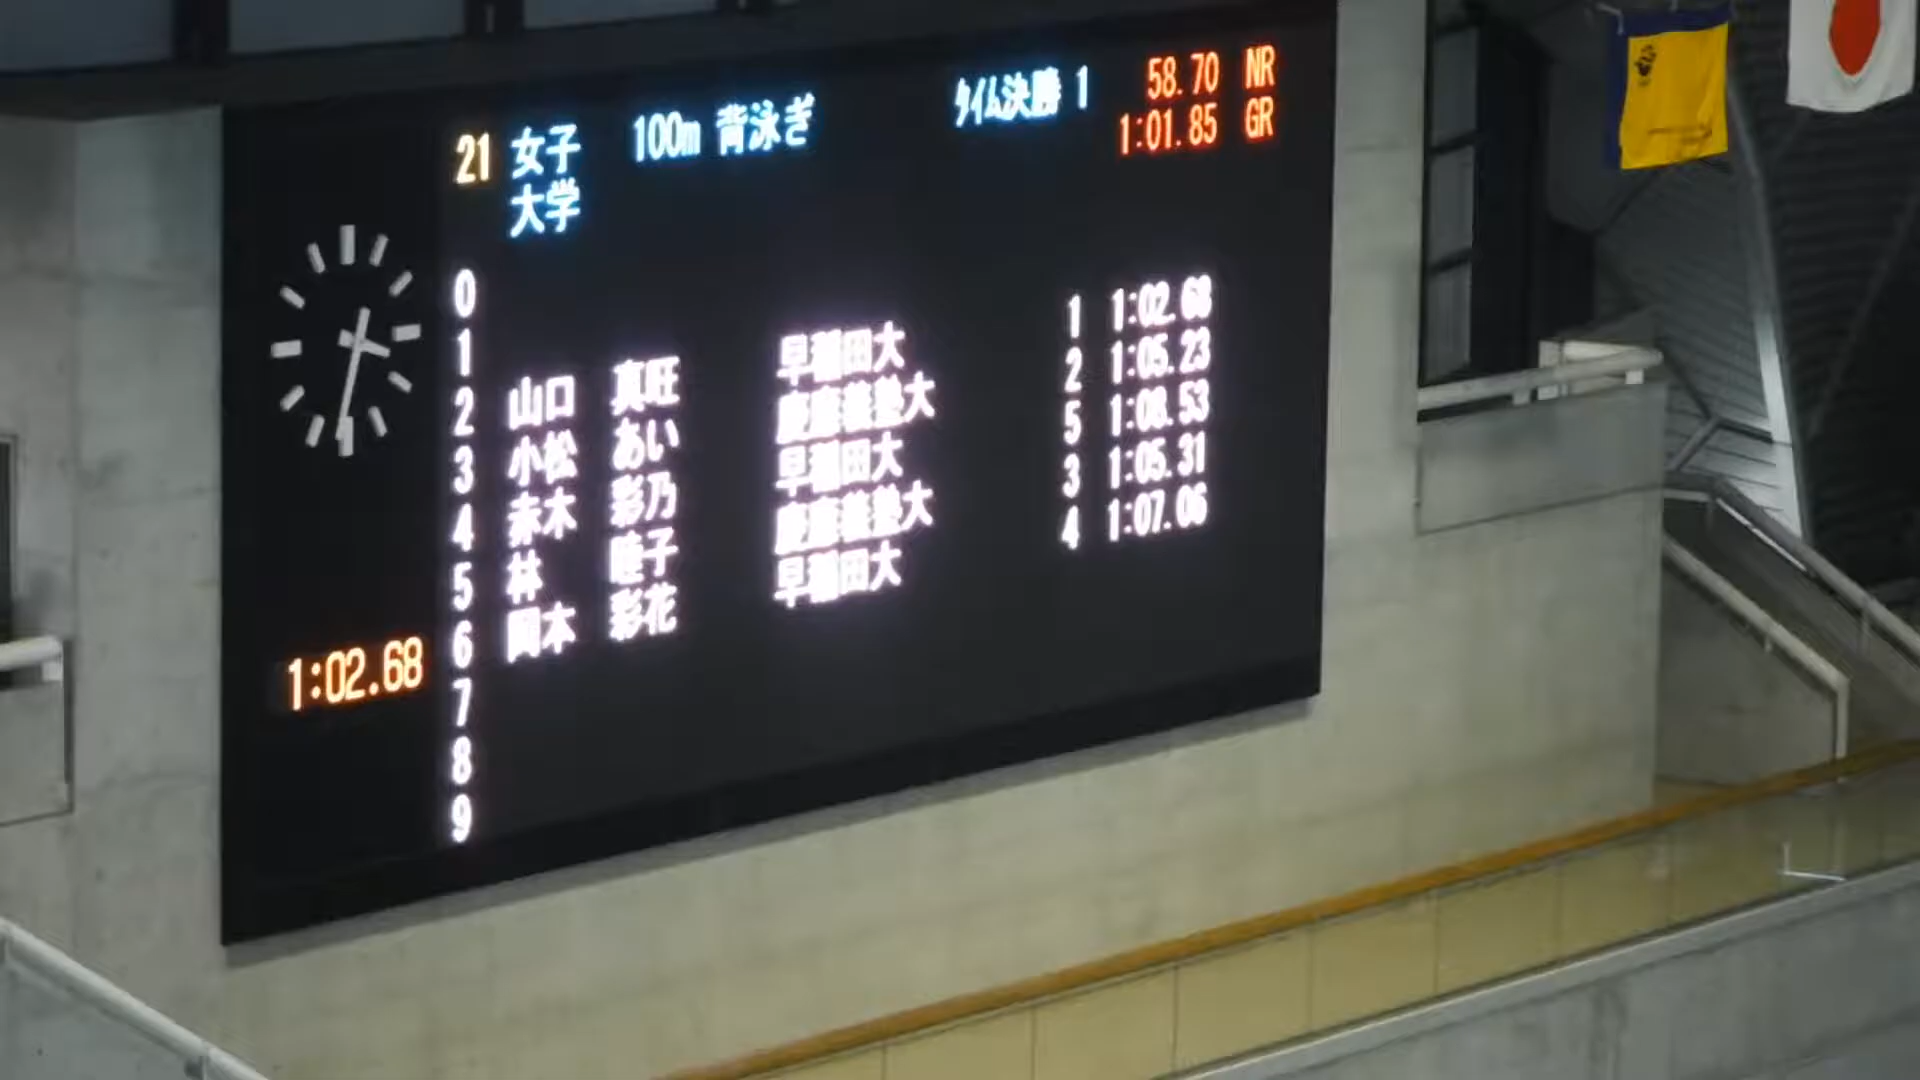 21 女子 100m 背泳ぎ タイム決勝 1 58.70 NR
大学 1:01.85 GR
0
1
2 山口 真旺 早稲田大 1 1:02.68
3 小松 あい 慶應義塾大 2 1:05.23
4 赤木 彩乃 早稲田大 5 1:08.53
5 林 睦子 慶應義塾大 3 1:05.31
6 岡本 彩花 早稲田大 4 1:07.06
7
8
9
1:02.68